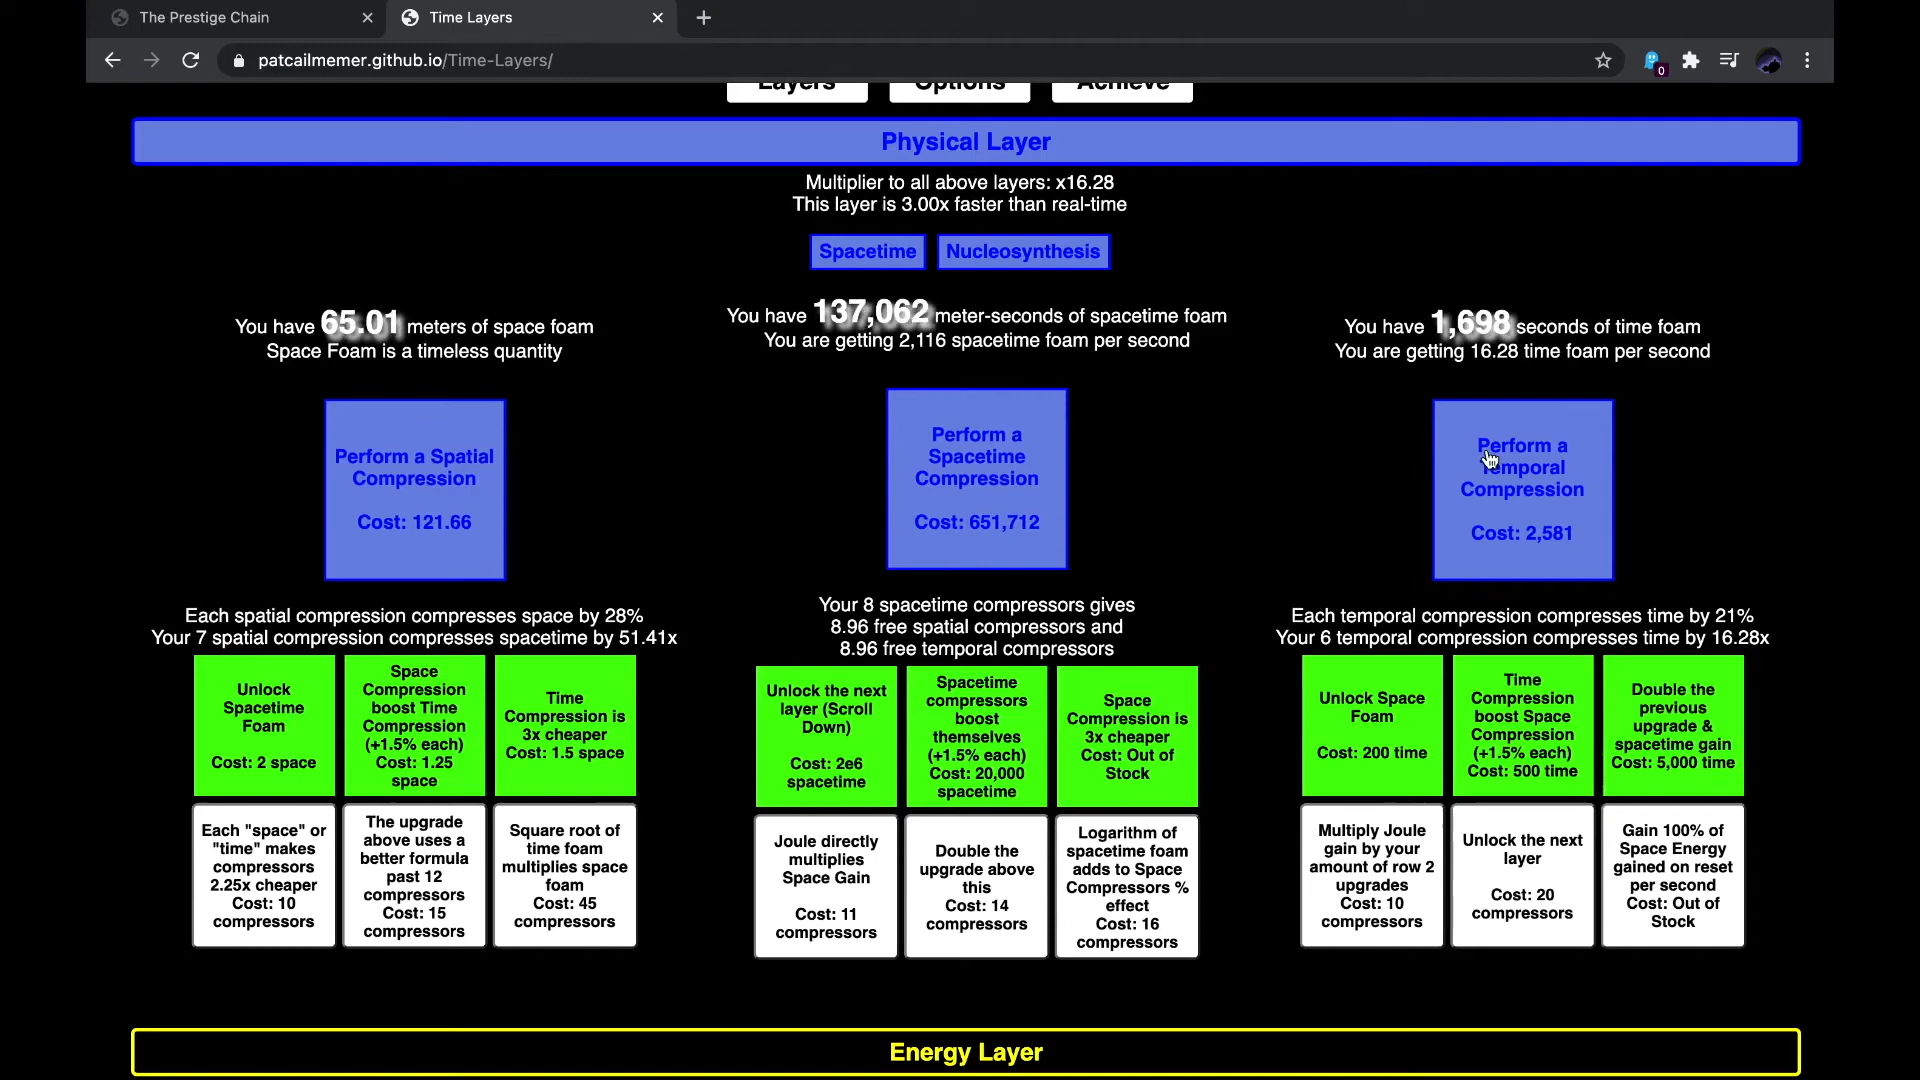 The Prestige Chain
Time Layers
patcailmemer.github.io/Time-Layers/
0
Layers
Options
Achieve
Physical Layer
Multiplier to all above layers: x16.28
This layer is 3.00x faster than real-time
Spacetime
Nucleosynthesis
You have 65.01 meters of space foam
Space Foam is a timeless quantity
Perform a Spatial
Compression
Cost: 121.66
Each spatial compression compresses space by 28%
Your 7 spatial compression compresses spacetime by 51.41x
Unlock
Spacetime
Foam
Cost: 2 space
Space
Compression
boost Time
Compression
(+1.5% each)
Cost: 1.25
space
Time
Compression is
3x cheaper
Cost: 1.5 space
Each "space" or
"time" makes
compressors
2.25x cheaper
Cost: 10
compressors
The upgrade
above uses a
better formula
past 12
compressors
Cost: 15
compressors
Square root of
time foam
multiplies space
foam
Cost: 45
compressors
You have 137,062 meter-seconds of spacetime foam
You are getting 2,116 spacetime foam per second
Perform a
Spacetime
Compression
Cost: 651,712
Your 8 spacetime compressors gives
8.96 free spatial compressors and
8.96 free temporal compressors
Unlock the next
layer (Scroll
Down)
Cost: 2e6
spacetime
Spacetime
compressors
boost
themselves
(+1.5% each)
Cost: 20,000
spacetime
Space
Compression is
3x cheaper
Cost: Out of
Stock
Joule directly
multiplies
Space Gain
Cost: 11
compressors
Double the
upgrade above
this
Cost: 14
compressors
Logarithm of
spacetime foam
adds to Space
Compressors %
effect
Cost: 16
compressors
You have 1,698 seconds of time foam
You are getting 16.28 time foam per second
Perform a
Temporal
Compression
Cost: 2,581
Each temporal compression compresses time by 21%
Your 6 temporal compression compresses time by 16.28x
Unlock Space
Foam
Cost: 200 time
Time
Compression
boost Space
Compression
(+1.5% each)
Cost: 500 time
Double the
previous
upgrade &
spacetime gain
Cost: 5,000 time
Multiply Joule
gain by your
amount of row 2
upgrades
Cost: 10
compressors
Unlock the next
layer
Cost: 20
compressors
Gain 100% of
Space Energy
gained on reset
per second
Cost: Out of
Stock
Energy Layer